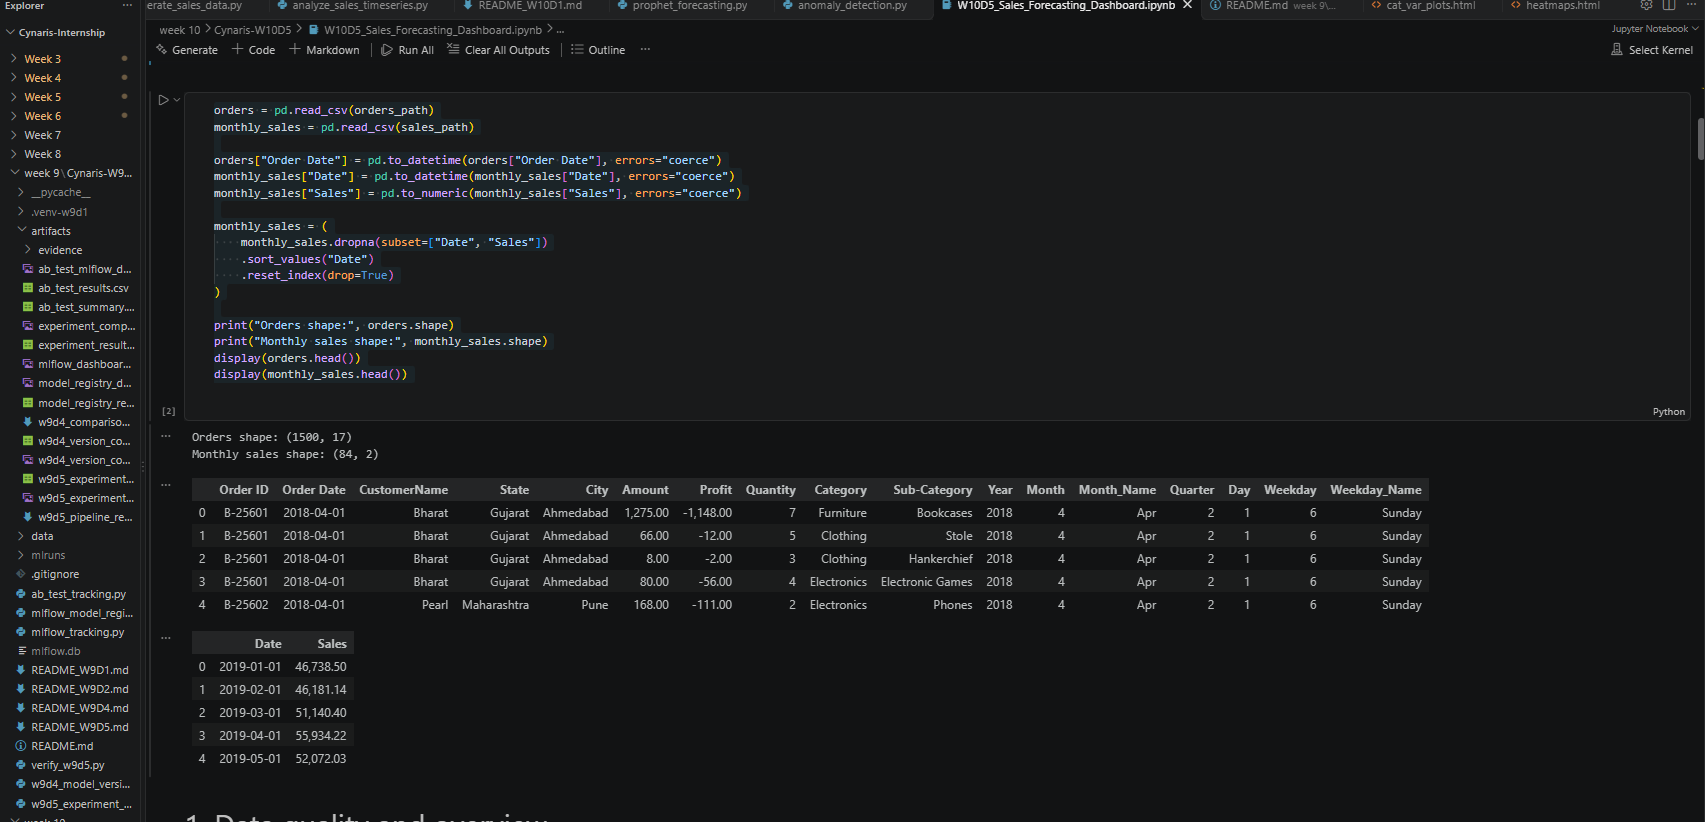 Explorer
···
erate_sales_data.py
analyze_sales_timeseries.py
README_W10D1.md
prophet_forecasting.py
anomaly_detection.py
W10D5_Sales_Forecasting_Dashboard.ipynb
README.md week 9\...
cat_var_plots.html
heatmaps.html
···
week 10 > Cynaris-W10D5 > W10D5_Sales_Forecasting_Dashboard.ipynb > ...
Jupyter Notebook
Generate
+ Code
+ Markdown
Run All
Clear All Outputs
Outline
···
Select Kernel
Cynaris-Internship
Week 3
Week 4
Week 5
Week 6
Week 7
Week 8
week 9 \ Cynaris-W9...
__pycache__
.venv-w9d1
artifacts
evidence
ab_test_mlflow_d...
ab_test_results.csv
ab_test_summary....
experiment_comp...
experiment_result...
mlflow_dashboar...
model_registry_d...
model_registry_re...
w9d4_compariso...
w9d4_version_co...
w9d4_version_co...
w9d5_experiment...
w9d5_experiment...
w9d5_pipeline_re...
data
mlruns
.gitignore
ab_test_tracking.py
mlflow_model_regi...
mlflow_tracking.py
mlflow.db
README_W9D1.md
README_W9D2.md
README_W9D4.md
README_W9D5.md
README.md
verify_w9d5.py
w9d4_model_versi...
w9d5_experiment_...
week 10
orders = pd.read_csv(orders_path)
monthly_sales = pd.read_csv(sales_path)
orders["Order Date"] = pd.to_datetime(orders["Order Date"], errors="coerce")
monthly_sales["Date"] = pd.to_datetime(monthly_sales["Date"], errors="coerce")
monthly_sales["Sales"] = pd.to_numeric(monthly_sales["Sales"], errors="coerce")
monthly_sales = (
    monthly_sales.dropna(subset=["Date", "Sales"])
    .sort_values("Date")
    .reset_index(drop=True)
)
print("Orders shape:", orders.shape)
print("Monthly sales shape:", monthly_sales.shape)
display(orders.head())
display(monthly_sales.head())
[2]
Python
···
Orders shape: (1500, 17)
Monthly sales shape: (84, 2)
···
Order ID Order Date CustomerName State City Amount Profit Quantity Category Sub-Category Year Month Month_Name Quarter Day Weekday Weekday_Name
0 B-25601 2018-04-01 Bharat Gujarat Ahmedabad 1,275.00 -1,148.00 7 Furniture Bookcases 2018 4 Apr 2 1 6 Sunday
1 B-25601 2018-04-01 Bharat Gujarat Ahmedabad 66.00 -12.00 5 Clothing Stole 2018 4 Apr 2 1 6 Sunday
2 B-25601 2018-04-01 Bharat Gujarat Ahmedabad 8.00 -2.00 3 Clothing Hankerchief 2018 4 Apr 2 1 6 Sunday
3 B-25601 2018-04-01 Bharat Gujarat Ahmedabad 80.00 -56.00 4 Electronics Electronic Games 2018 4 Apr 2 1 6 Sunday
4 B-25602 2018-04-01 Pearl Maharashtra Pune 168.00 -111.00 2 Electronics Phones 2018 4 Apr 2 1 6 Sunday
···
Date Sales
0 2019-01-01 46,738.50
1 2019-02-01 46,181.14
2 2019-03-01 51,140.40
3 2019-04-01 55,934.22
4 2019-05-01 52,072.03
1. Data quality and overview